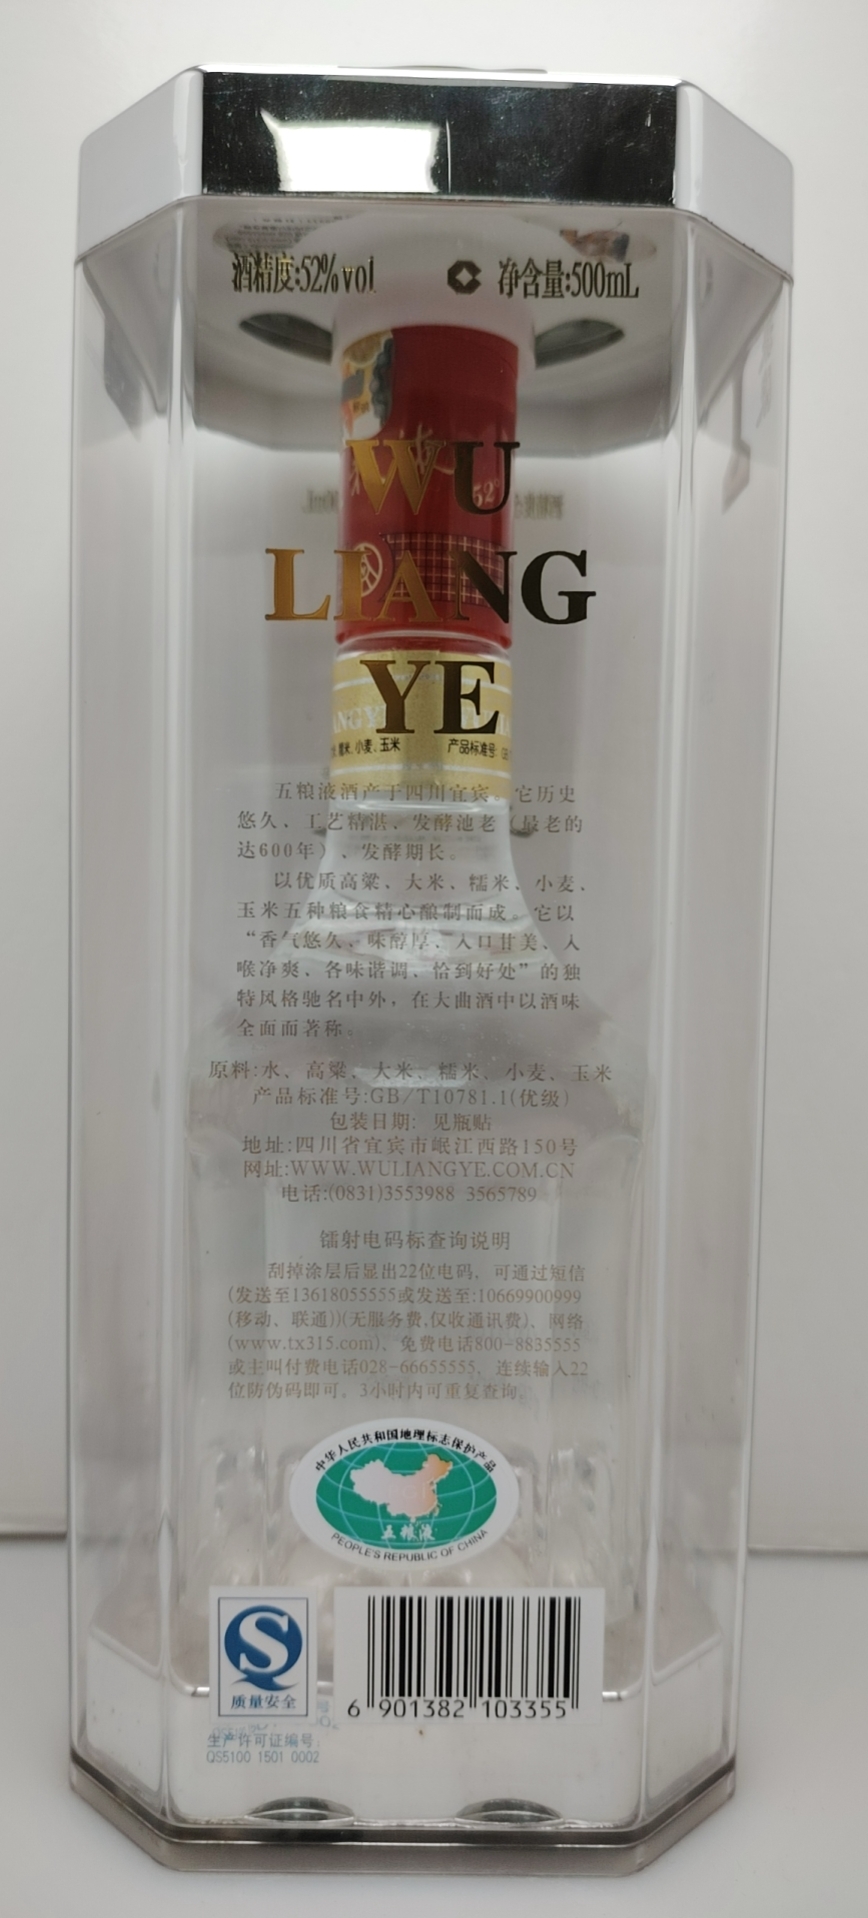 酒精度:52%vol 净含量:500mL
WU
52°
LIANG
YE
糯米、小麦、玉米 产品标准号:
五粮液酒产于四川宜宾。它历史
悠久、工艺精湛、发酵池老（最老的
达600年）、发酵期长。
以优质高粱、大米、糯米、小麦、
玉米五种粮食精心酿制而成。它以
“香气悠久、味醇厚、入口甘美、入
喉净爽、各味谐调、恰到好处”的独
特风格驰名中外，在大曲酒中以酒味
全面而著称。
原料:水、高粱、大米、糯米、小麦、玉米
产品标准号:GB/T10781.1(优级)
包装日期: 见瓶贴
地址:四川省宜宾市岷江西路150号
网址:WWW.WULIANGYE.COM.CN
电话:(0831)3553988 3565789
镭射电码标查询说明
刮掉涂层后显出22位电码，可通过短信
(发送至13618055555或发送至:10669900999
(移动、联通))(无服务费,仅收通讯费)、网络
(www.tx315.com)、免费电话800-8835555
或主叫付费电话028-66655555，连续输入22
位防伪码即可。3小时内可重复查询。
中华人民共和国地理标志保护产品
五粮液
PEOPLE'S REPUBLIC OF CHINA
质量安全
6 901382 103355
生产许可证编号:
QS5100 1501 0002